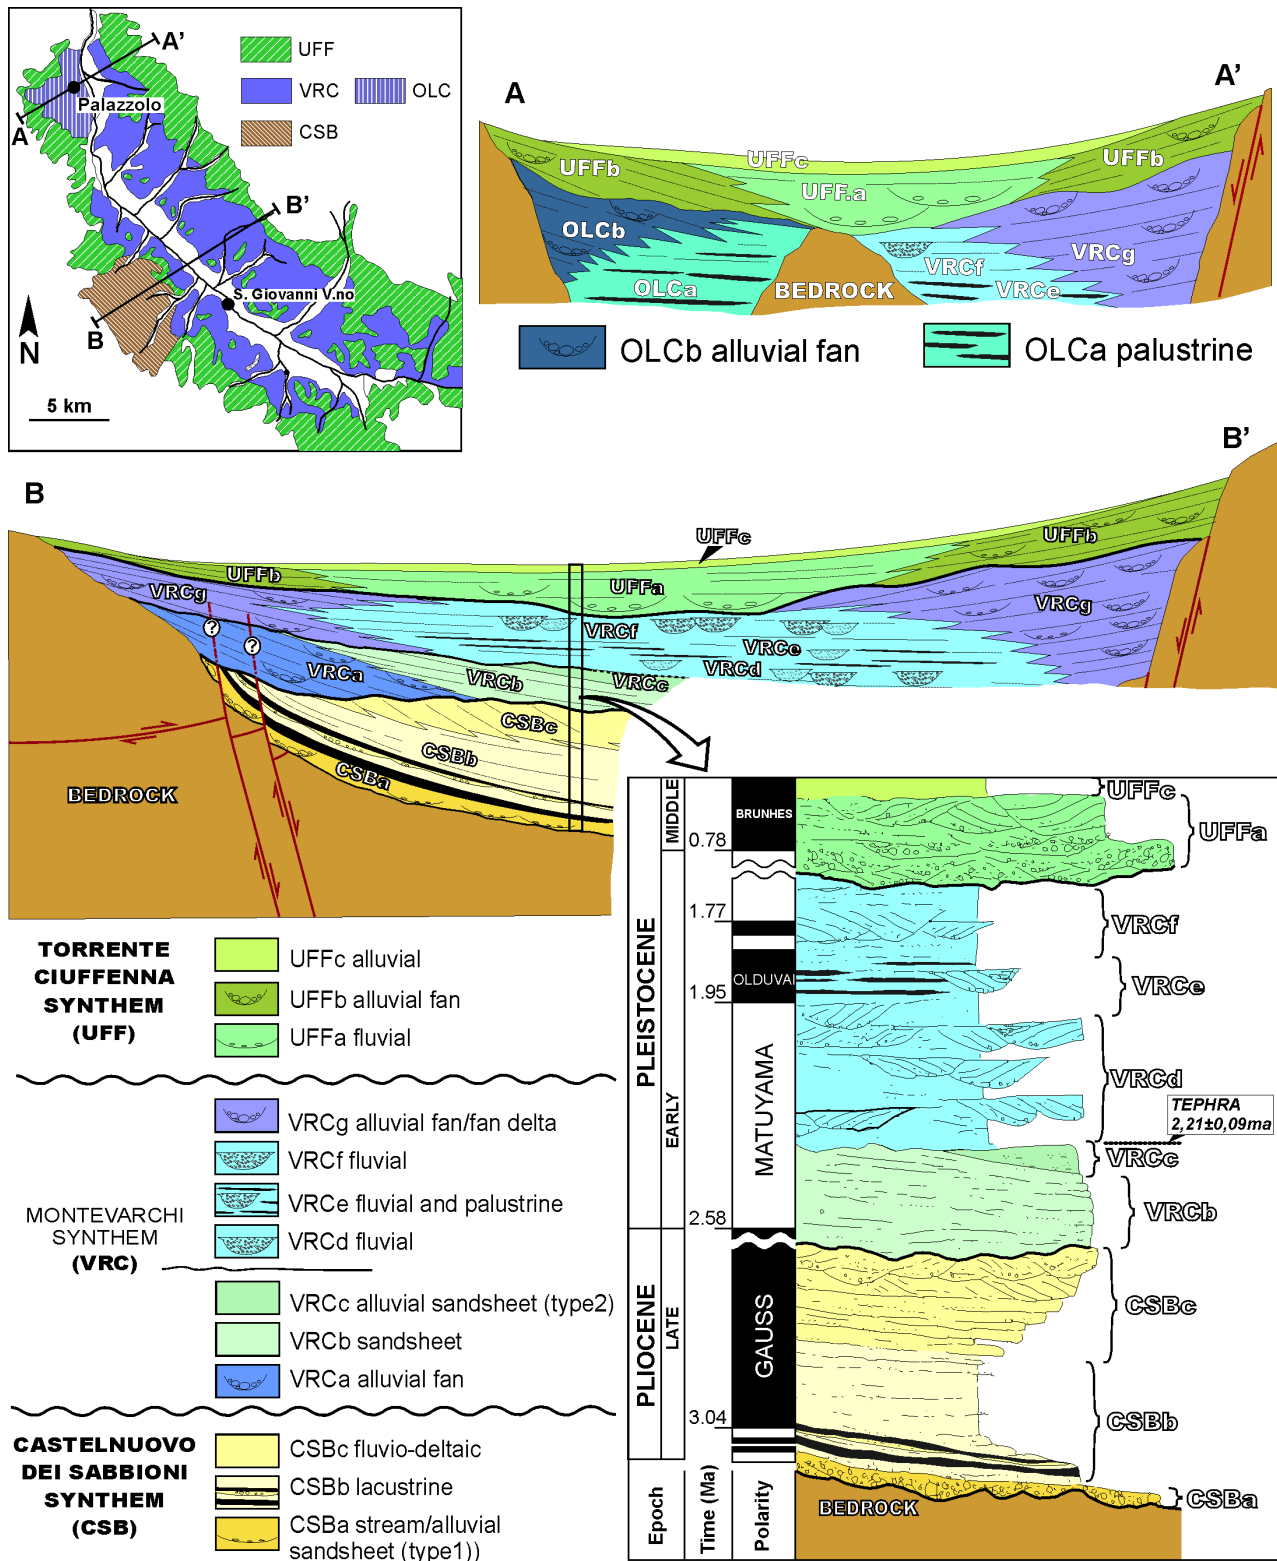 A'
UFF
VRC
OLC
CSB
Palazzolo
A
B'
S. Giovanni V.no
B
N
5 km
A
A'
UFFb
UFFc
UFFb
UFF.a
OLCb
VRCg
VRCf
OLCa
BEDROCK
VRCe
OLCb alluvial fan
OLCa palustrine
B
B'
UFFc
UFFb
UFFb
UFFa
VRCg
VRCg
?
?
VRCf
VRCe
VRCd
VRCa
VRCb
VRCc
CSBc
CSBb
CSBa
BEDROCK
TORRENTE
CIUFFENNA
SYNTHEM
(UFF)
UFFc alluvial
UFFb alluvial fan
UFFa fluvial
MONTEVARCHI
SYNTHEM
(VRC)
VRCg alluvial fan/fan delta
VRCf fluvial
VRCe fluvial and palustrine
VRCd fluvial
VRCc alluvial sandsheet (type2)
VRCb sandsheet
VRCa alluvial fan
CASTELNUOVO
DEI SABBIONI
SYNTHEM
(CSB)
CSBc fluvio-deltaic
CSBb lacustrine
CSBa stream/alluvial
sandsheet (type1))
PLEISTOCENE
PLIOCENE
MIDDLE
EARLY
LATE
0.78
1.77
1.95
2.58
3.04
BRUNHES
OLDUVAI
MATUYAMA
GAUSS
Epoch
Time (Ma)
Polarity
UFFc
UFFa
VRCf
VRCe
VRCd
TEPHRA
2,21±0,09ma
VRCc
VRCb
CSBc
CSBb
CSBa
BEDROCK